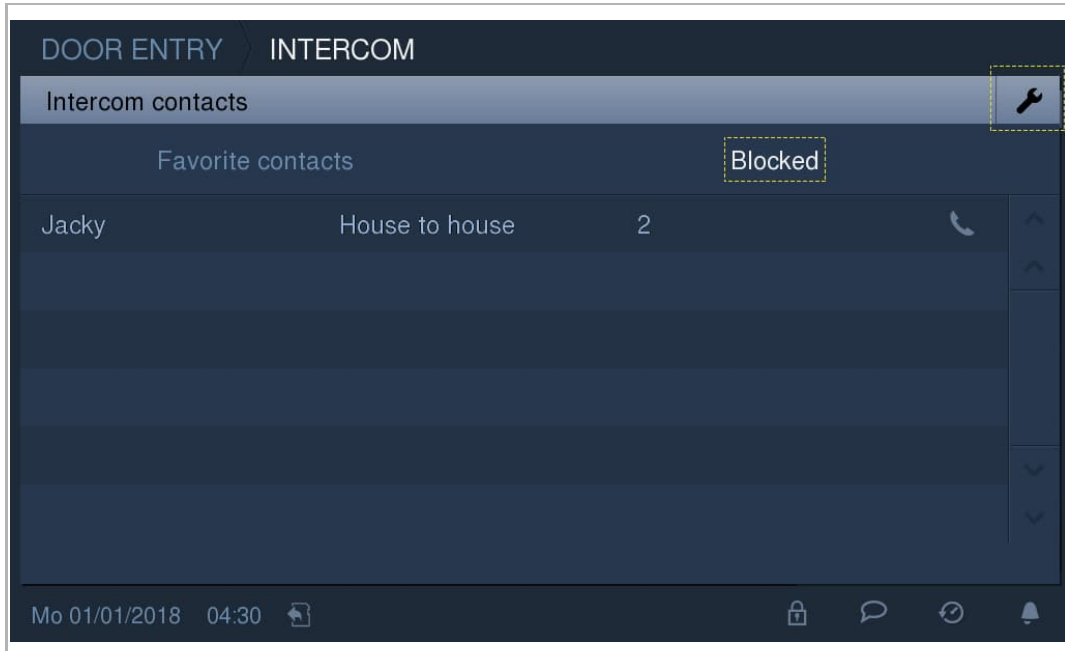 DOOR ENTRY INTERCOM
Intercom contacts
Favorite contacts Blocked
Jacky House to house 2
Mo 01/01/2018 04:30